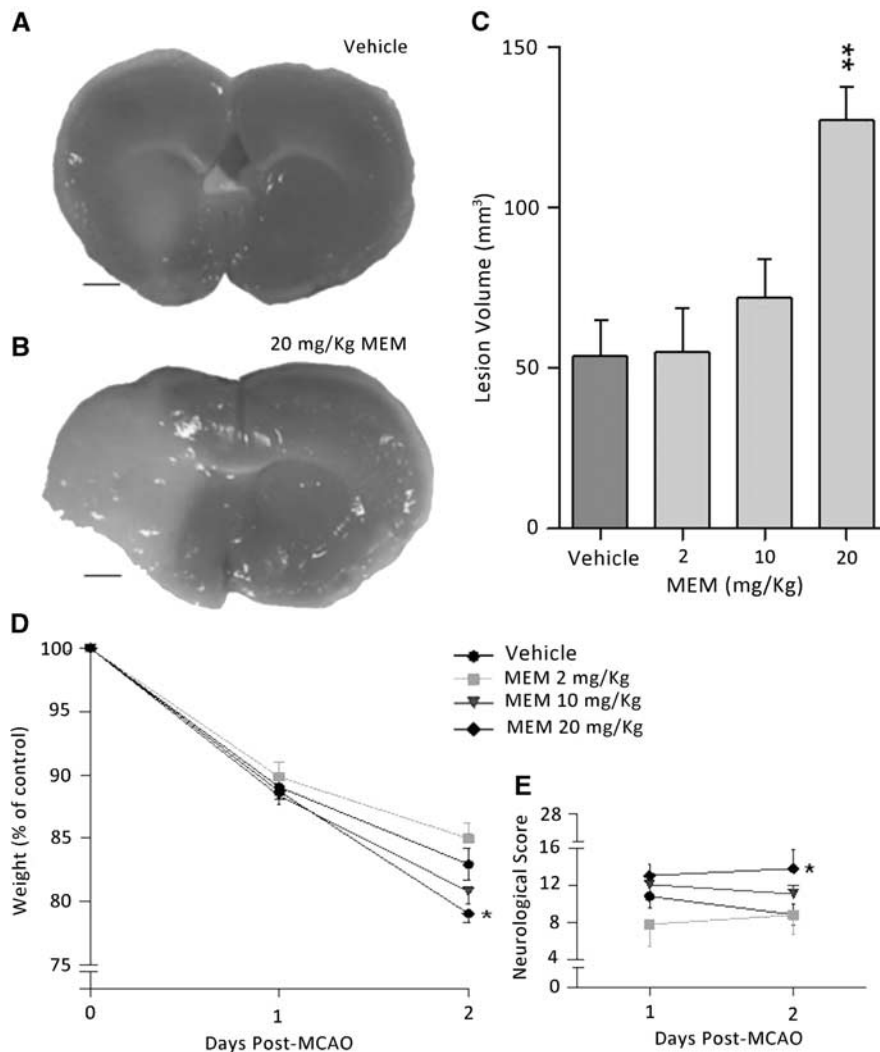 A
Vehicle
B
20 mg/Kg MEM
C
Lesion Volume (mm³)
150
100
50
0
**
Vehicle
2
10
20
MEM (mg/Kg)
D
Weight (% of control)
100
95
90
85
80
75
*
0
1
2
Days Post-MCAO
Vehicle
MEM 2 mg/Kg
MEM 10 mg/Kg
MEM 20 mg/Kg
E
Neurological Score
28
16
12
8
4
0
*
1
2
Days Post-MCAO